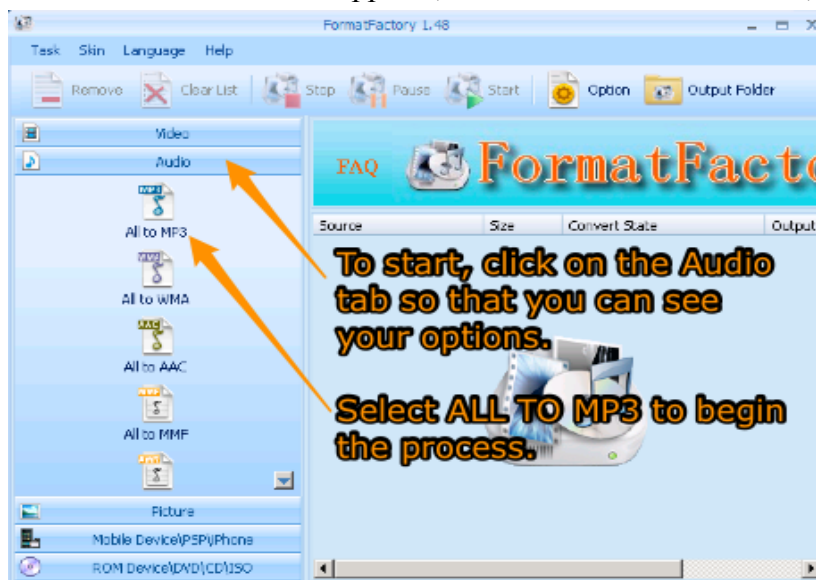 FormatFactory 1.48
Task Skin Language Help
Remove Clear List Stop Pause Start Option Output Folder
Video
Audio
All to MP3
All to WMA
All to AAC
All to MMF
Picture
Mobile Device\PSP\iPhone
ROM Device\DVD\CD\ISO
FAQ FormatFacto
Source Size Convert State Output
To start, click on the Audio
tab so that you can see
your options.
Select ALL TO MP3 to begin
the process.